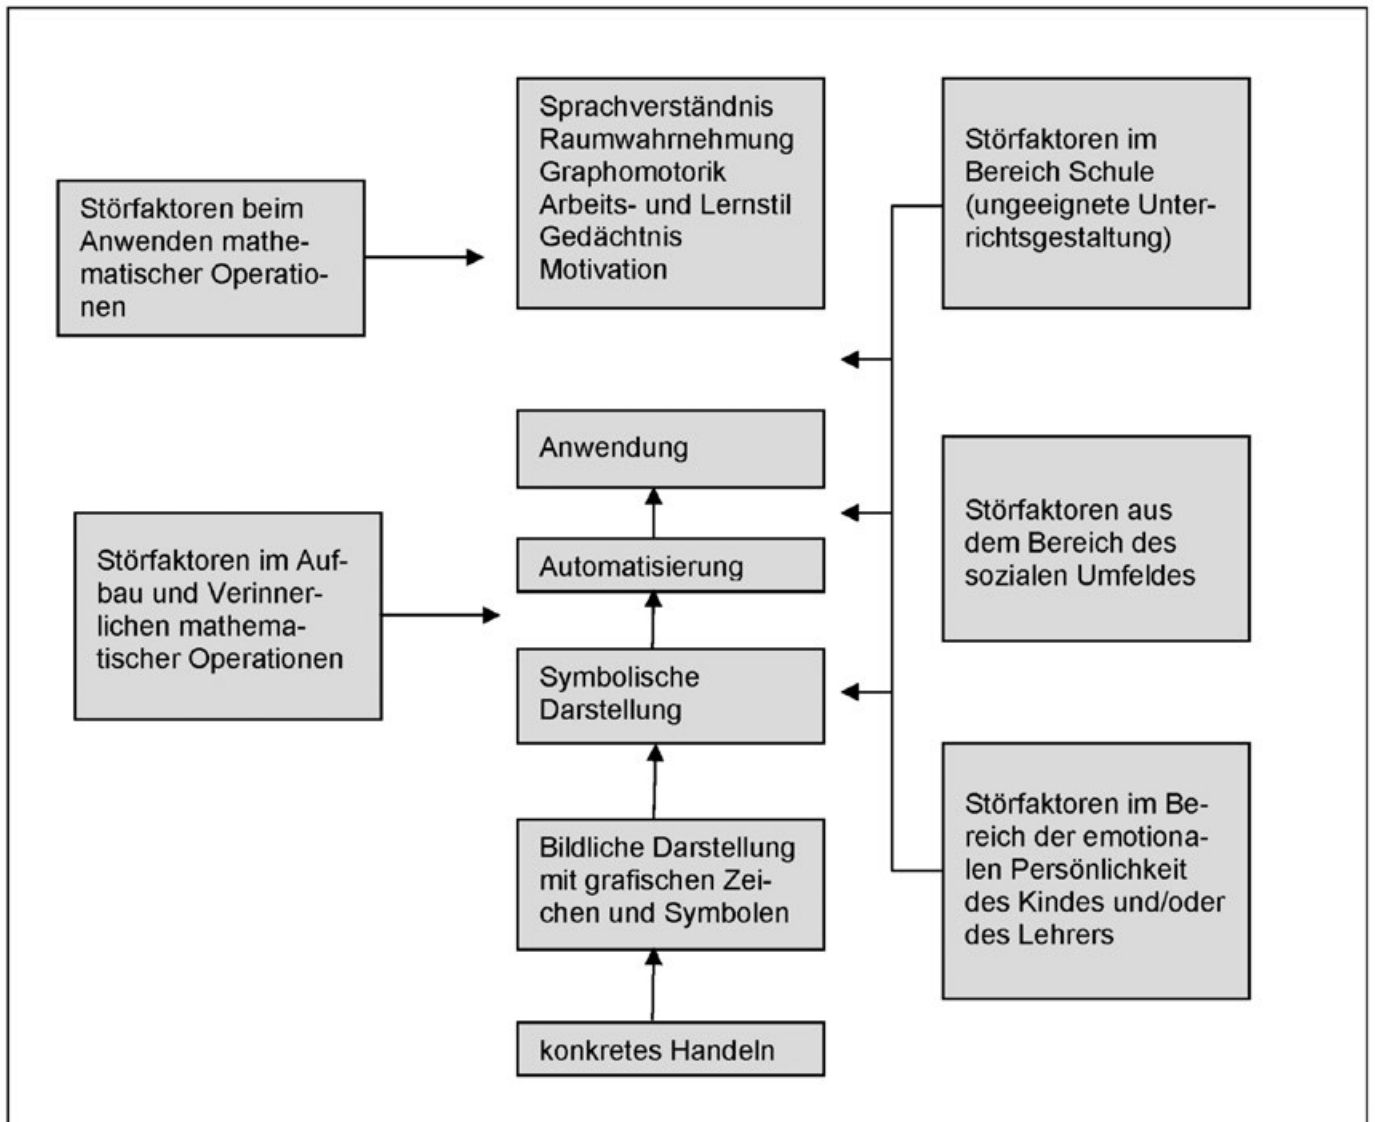 Sprachverständnis
Raumwahrnehmung
Graphomotorik
Arbeits- und Lernstil
Gedächtnis
Motivation
Störfaktoren im
Bereich Schule
(ungeeignete Unter-
richtsgestaltung)
Störfaktoren beim
Anwenden mathe-
matischer Operatio-
nen
Anwendung
Störfaktoren aus
dem Bereich des
sozialen Umfeldes
Störfaktoren im Auf-
bau und Verinner-
lichen mathema-
tischer Operationen
Automatisierung
Symbolische
Darstellung
Störfaktoren im Be-
reich der emotiona-
len Persönlichkeit
des Kindes und/oder
des Lehrers
Bildliche Darstellung
mit grafischen Zei-
chen und Symbolen
konkretes Handeln